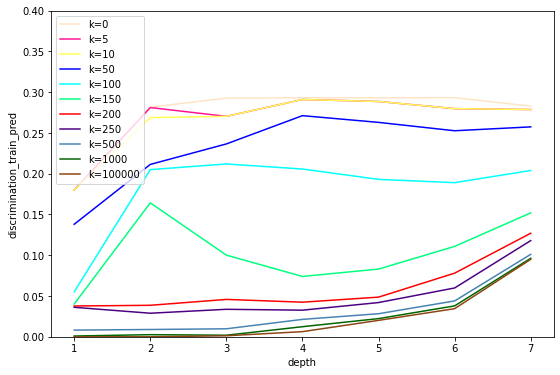 0.40
0.35
0.30
0.25
0.20
0.15
0.10
0.05
0.00
discrimination_train_pred
k=0
k=5
k=10
k=50
k=100
k=150
k=200
k=250
k=500
k=1000
k=100000
1 2 3 4 5 6 7
depth